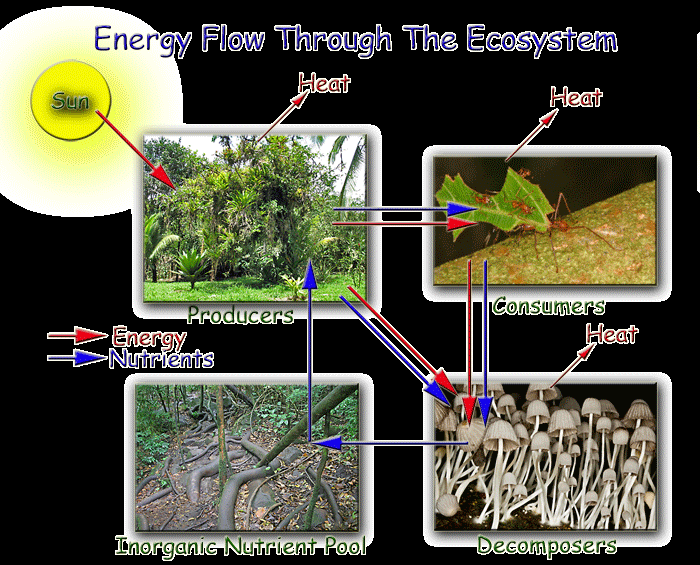 Energy Flow Through The Ecosystem
Sun
Heat
Heat
Producers
Consumers
Energy
Nutrients
Heat
Inorganic Nutrient Pool
Decomposers